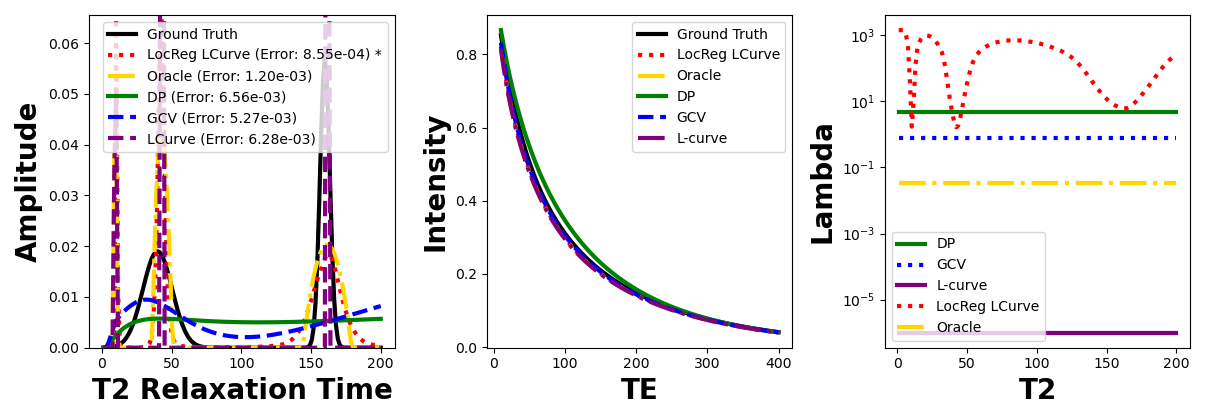 Amplitude
0.06
0.05
0.04
0.03
0.02
0.01
0.00
Ground Truth
LocReg LCurve (Error: 8.55e-04) *
Oracle (Error: 1.20e-03)
DP (Error: 6.56e-03)
GCV (Error: 5.27e-03)
LCurve (Error: 6.28e-03)
0 50 100 150 200
T2 Relaxation Time
Intensity
0.8
0.6
0.4
0.2
0.0
Ground Truth
LocReg LCurve
Oracle
DP
GCV
L-curve
0 100 200 300 400
TE
Lambda
10³
10¹
10⁻¹
10⁻³
10⁻⁵
DP
GCV
L-curve
LocReg LCurve
Oracle
0 50 100 150 200
T2